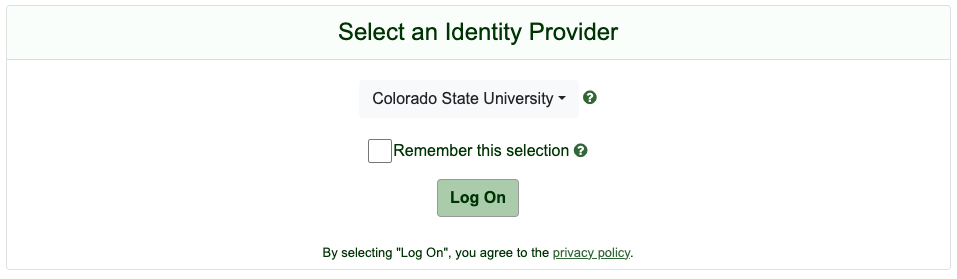 Select an Identity Provider
Colorado State University
Remember this selection
Log On
By selecting "Log On", you agree to the privacy policy.